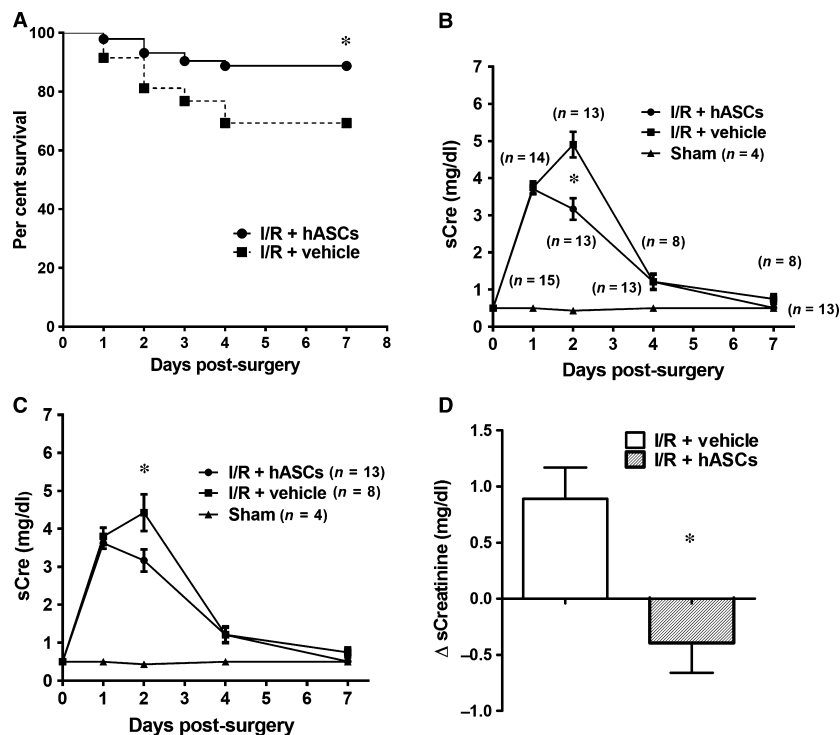 A
100
80
60
40
20
0
Per cent survival
*
I/R + hASCs
I/R + vehicle
0 1 2 3 4 5 6 7 8
Days post-surgery
B
7
6
5
4
3
2
1
0
sCre (mg/dl)
I/R + hASCs
I/R + vehicle
Sham (n = 4)
(n = 13)
(n = 14)
*
(n = 13)
(n = 8)
(n = 15)
(n = 13)
(n = 8)
(n = 13)
0 1 2 3 4 5 6 7
Days post-surgery
C
7
6
5
4
3
2
1
0
sCre (mg/dl)
*
I/R + hASCs (n = 13)
I/R + vehicle (n = 8)
Sham (n = 4)
0 1 2 3 4 5 6 7
Days post-surgery
D
1.5
1.0
0.5
0.0
–0.5
–1.0
Δ sCreatinine (mg/dl)
I/R + vehicle
I/R + hASCs
*